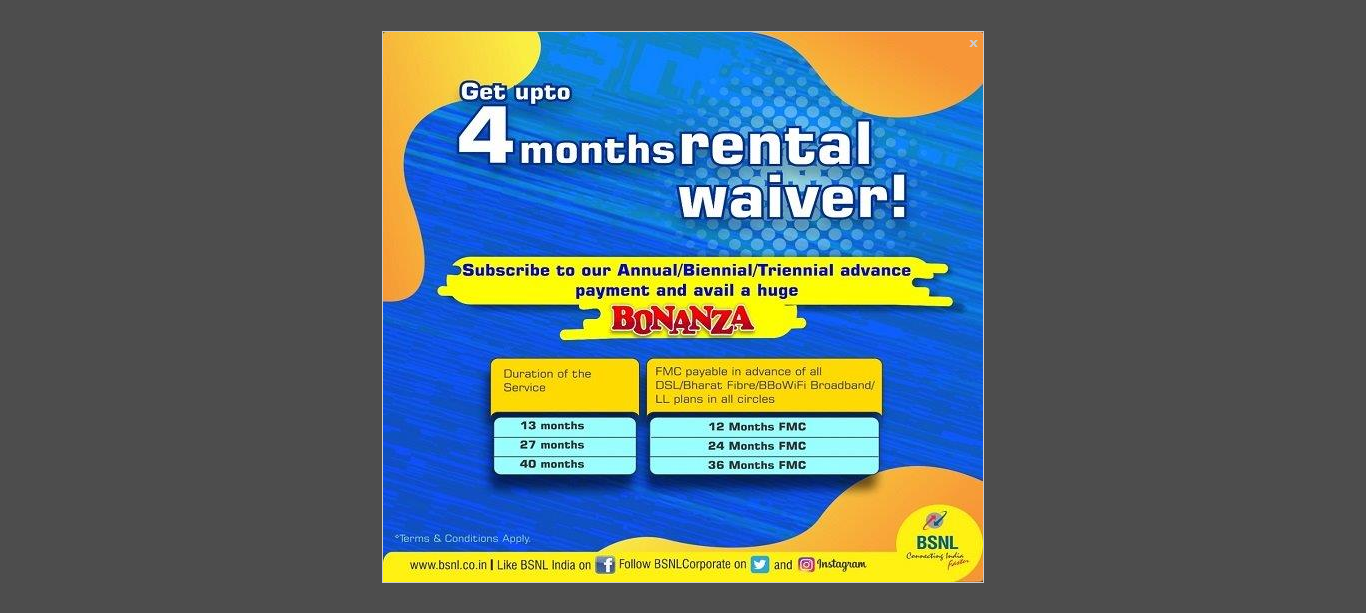 x
Get upto
4 months rental
waiver!
Subscribe to our Annual/Biennial/Triennial advance
payment and avail a huge
BONANZA
Duration of the
Service
FMC payable in advance of all
DSL/Bharat Fibre/BBoWiFi Broadband/
LL plans in all circles
13 months 12 Months FMC
27 months 24 Months FMC
40 months 36 Months FMC
*Terms & Conditions Apply.
BSNL
Connecting India
Faster
www.bsnl.co.in | Like BSNL India on f Follow BSNLCorporate on and Instagram